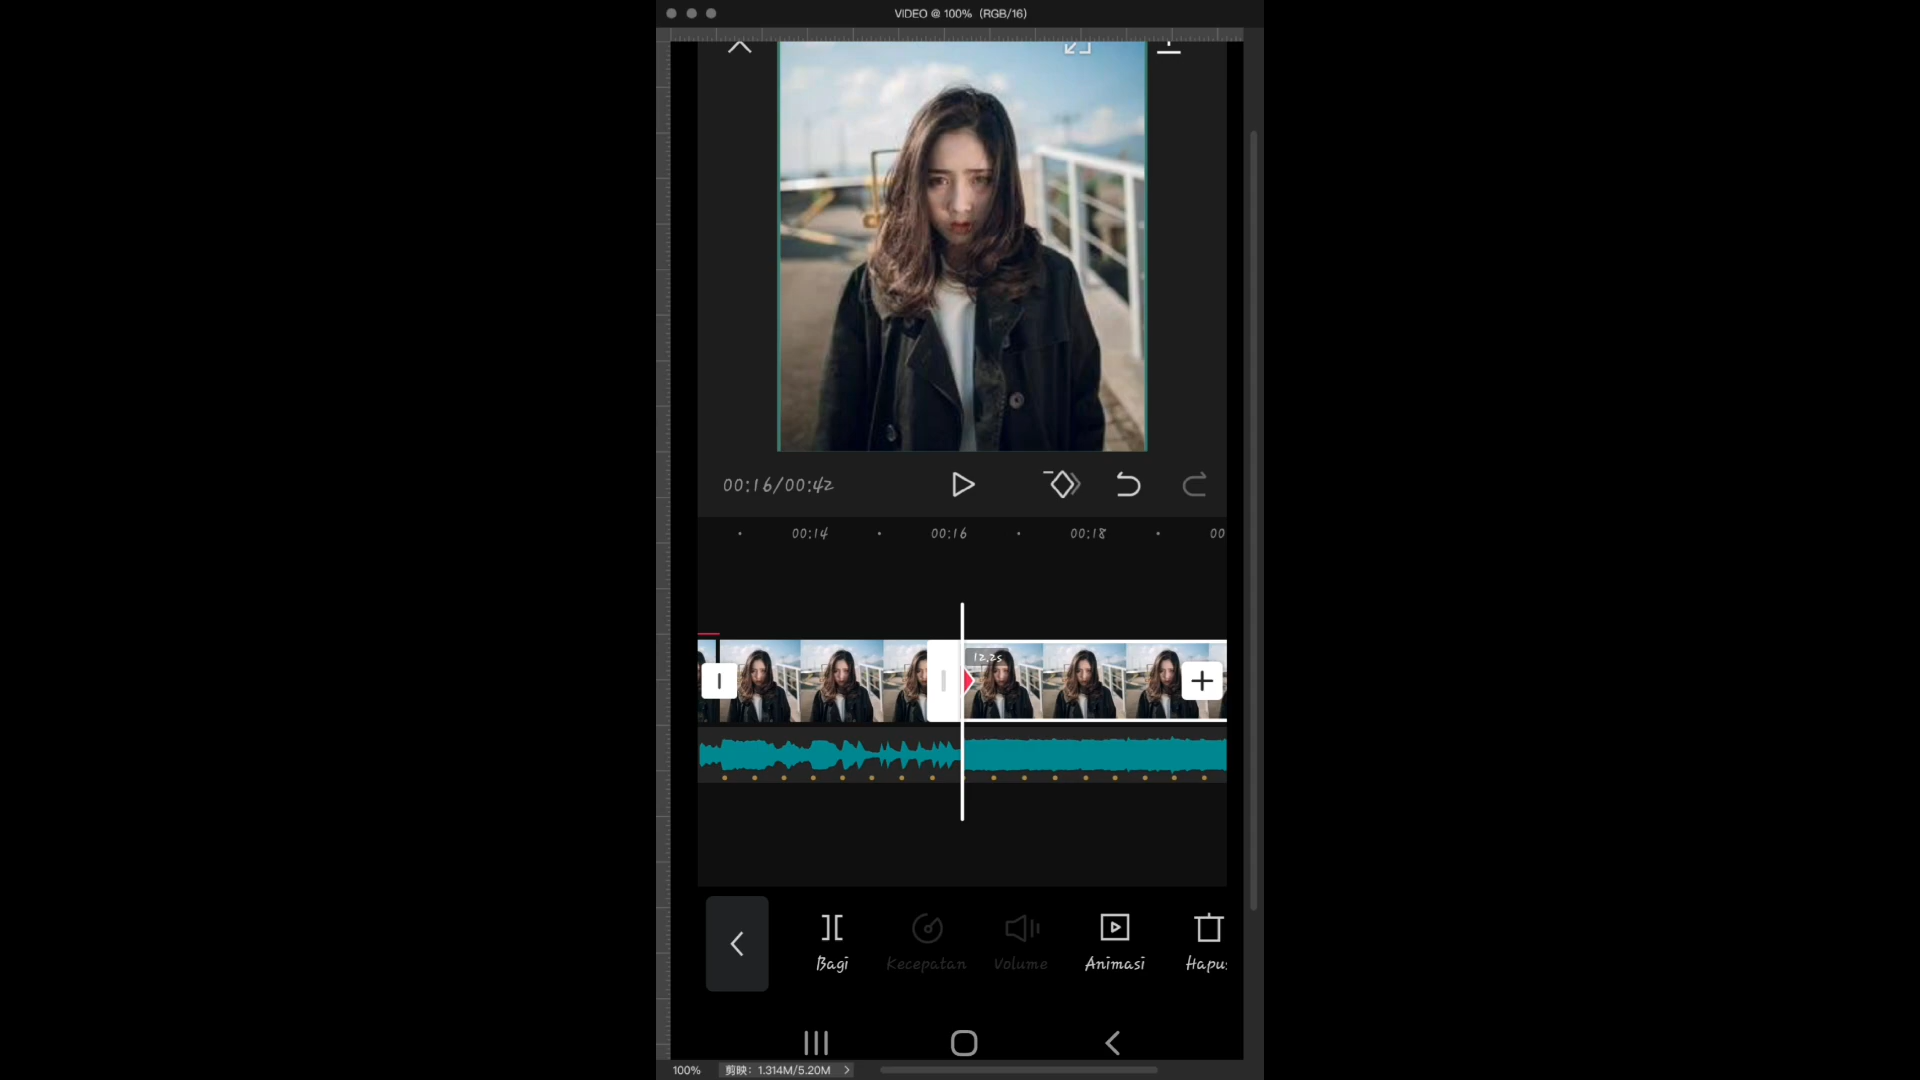 VIDEO @ 100% (RGB/16)
00:16/00:42
00:14 00:16 00:18 00
12.2s
Bagi Kecepatan Volume Animasi Hapus
100% 剪映: 1.314M/5.20M